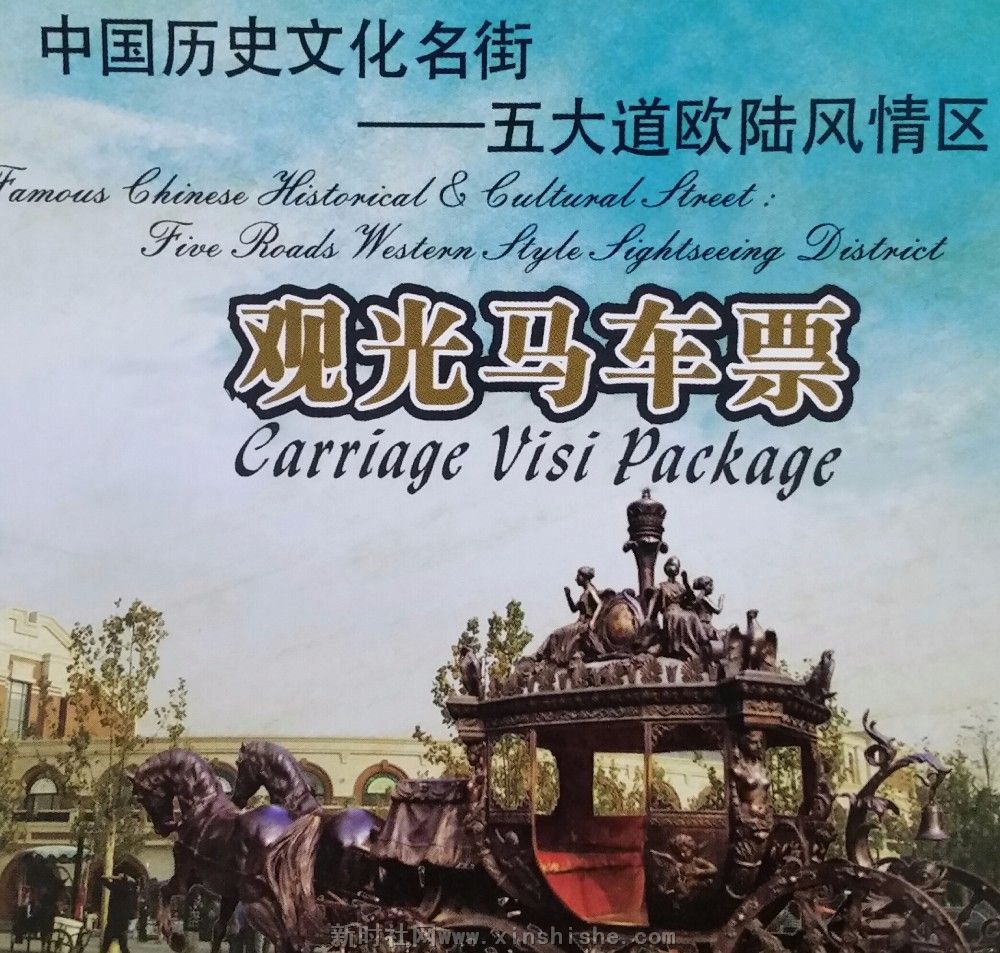 中国历史文化名街
——五大道欧陆风情区
Famous Chinese Historical & Cultural Street :
Five Roads Western Style Sightseeing District
观光马车票
Carriage Visi Package
新时社网www.xinshishe.com